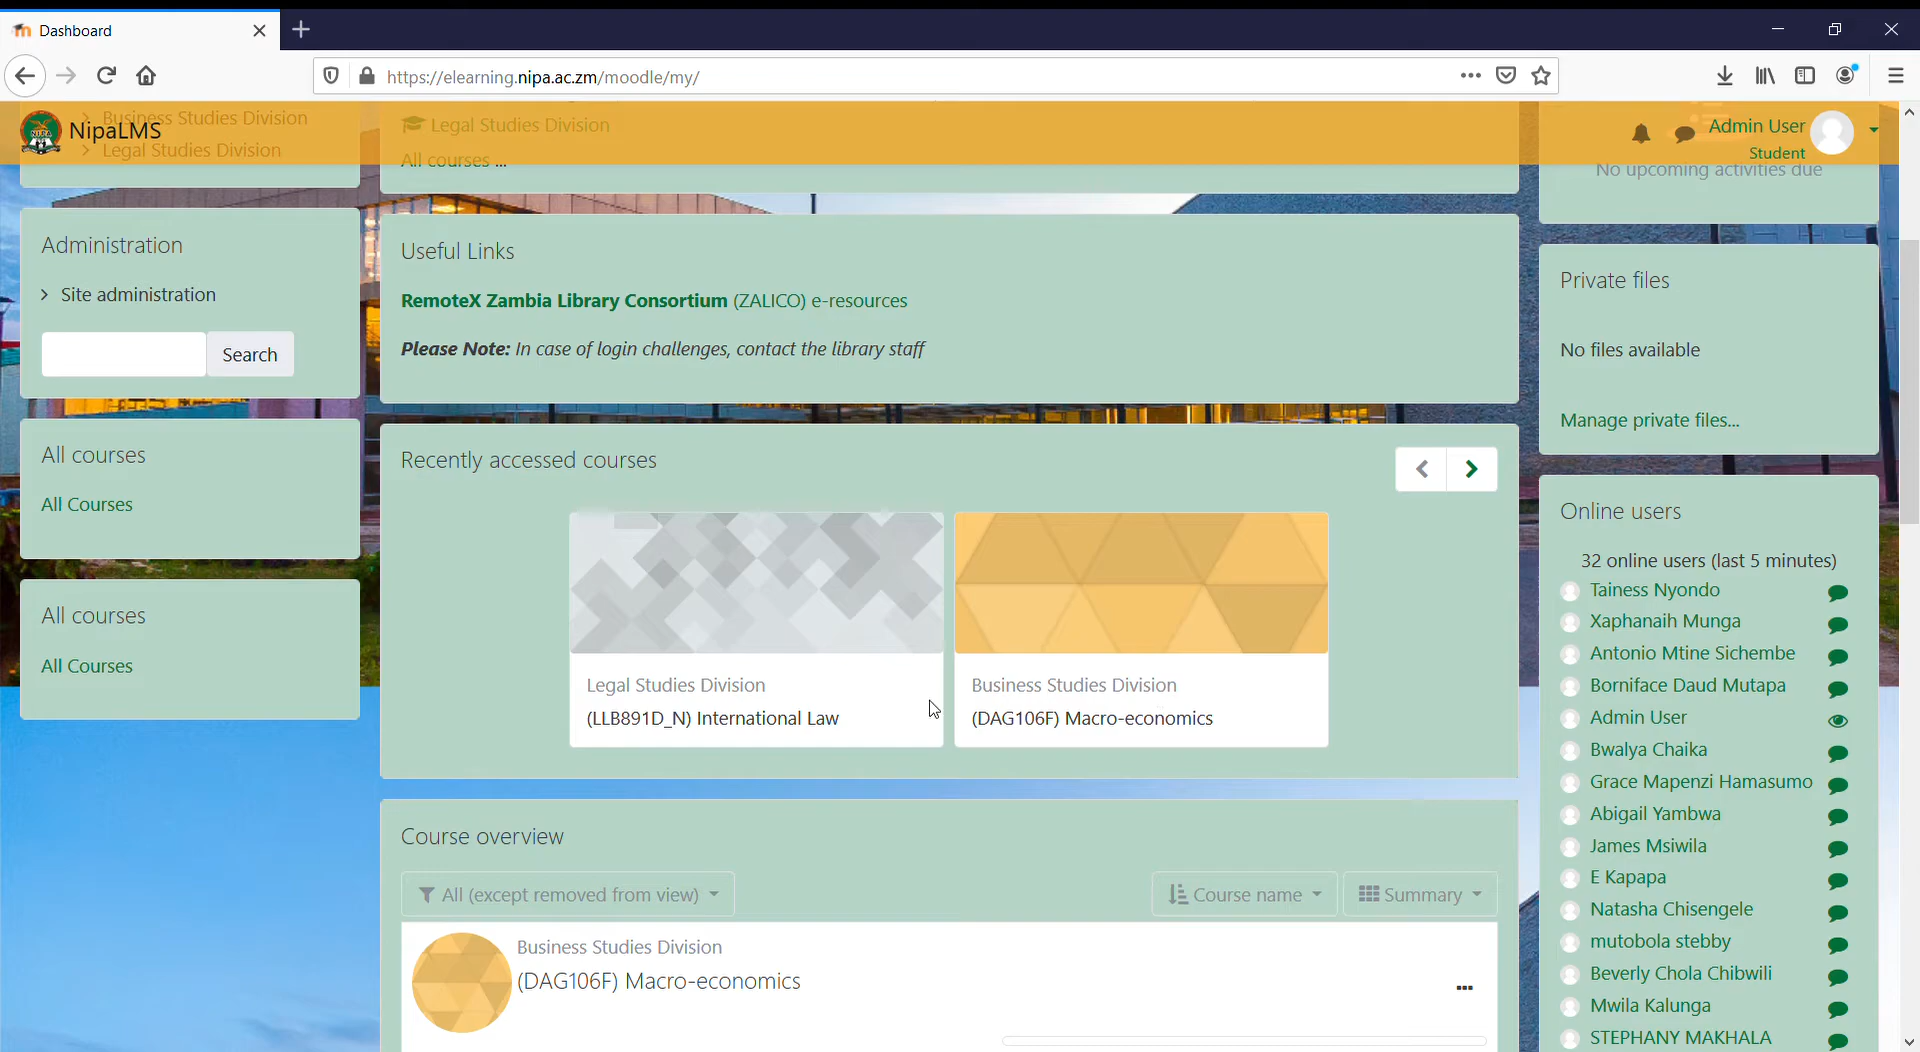 Dashboard
https://elearning.nipa.ac.zm/moodle/my/
NipaLMS
Business Studies Division
Legal Studies Division
Legal Studies Division
All courses ...
Admin User
Student
No upcoming activities due
Administration
Site administration
Search
All courses
All Courses
All courses
All Courses
Useful Links
RemoteX Zambia Library Consortium (ZALICO) e-resources
Please Note: In case of login challenges, contact the library staff
Recently accessed courses
Legal Studies Division
(LLB891D_N) International Law
Business Studies Division
(DAG106F) Macro-economics
Course overview
All (except removed from view)
Course name
Summary
Business Studies Division
(DAG106F) Macro-economics
Private files
No files available
Manage private files...
Online users
32 online users (last 5 minutes)
Tainess Nyondo
Xaphanaih Munga
Antonio Mtine Sichembe
Borniface Daud Mutapa
Admin User
Bwalya Chaika
Grace Mapenzi Hamasumo
Abigail Yambwa
James Msiwila
E Kapapa
Natasha Chisengele
mutobola stebby
Beverly Chola Chibwili
Mwila Kalunga
STEPHANY MAKHALA